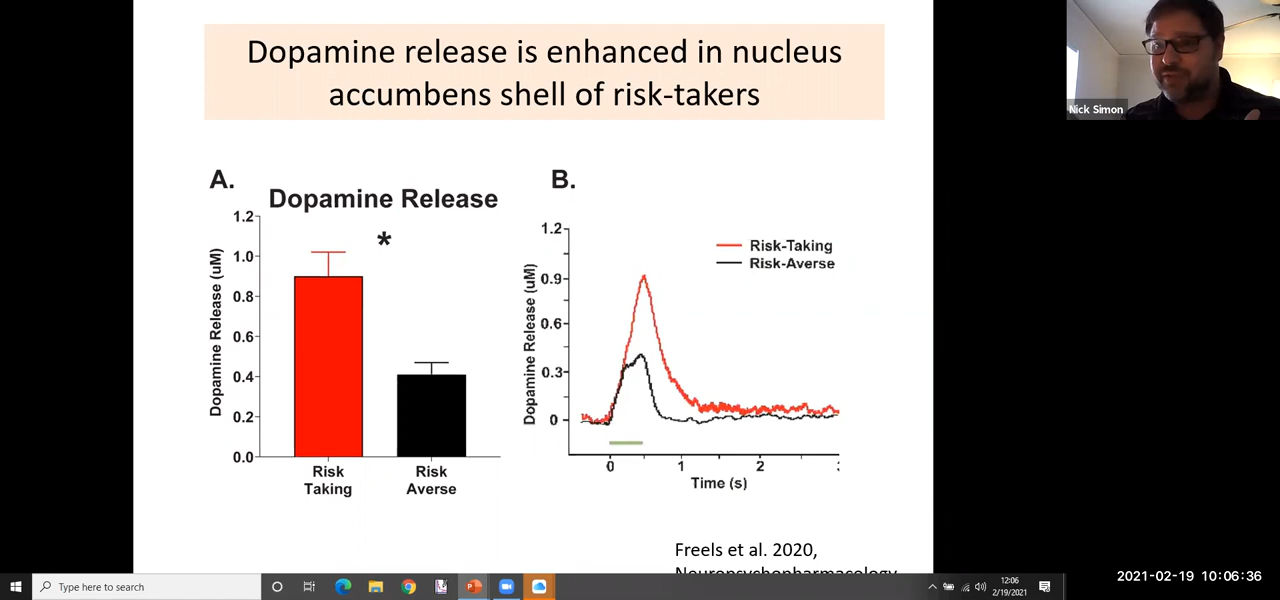 Dopamine release is enhanced in nucleus
accumbens shell of risk-takers
Nick Simon
A.
Dopamine Release
Dopamine Release (uM)
1.2
1.0
0.8
0.6
0.4
0.2
0.0
*
Risk
Taking
Risk
Averse
B.
Dopamine Release (uM)
1.2
0.9
0.6
0.3
0
Risk-Taking
Risk-Averse
0
1
2
Time (s)
Freels et al. 2020,
Neuropsychopharmacology
Type here to search
12:06
2/19/2021
2021-02-19 10:06:36